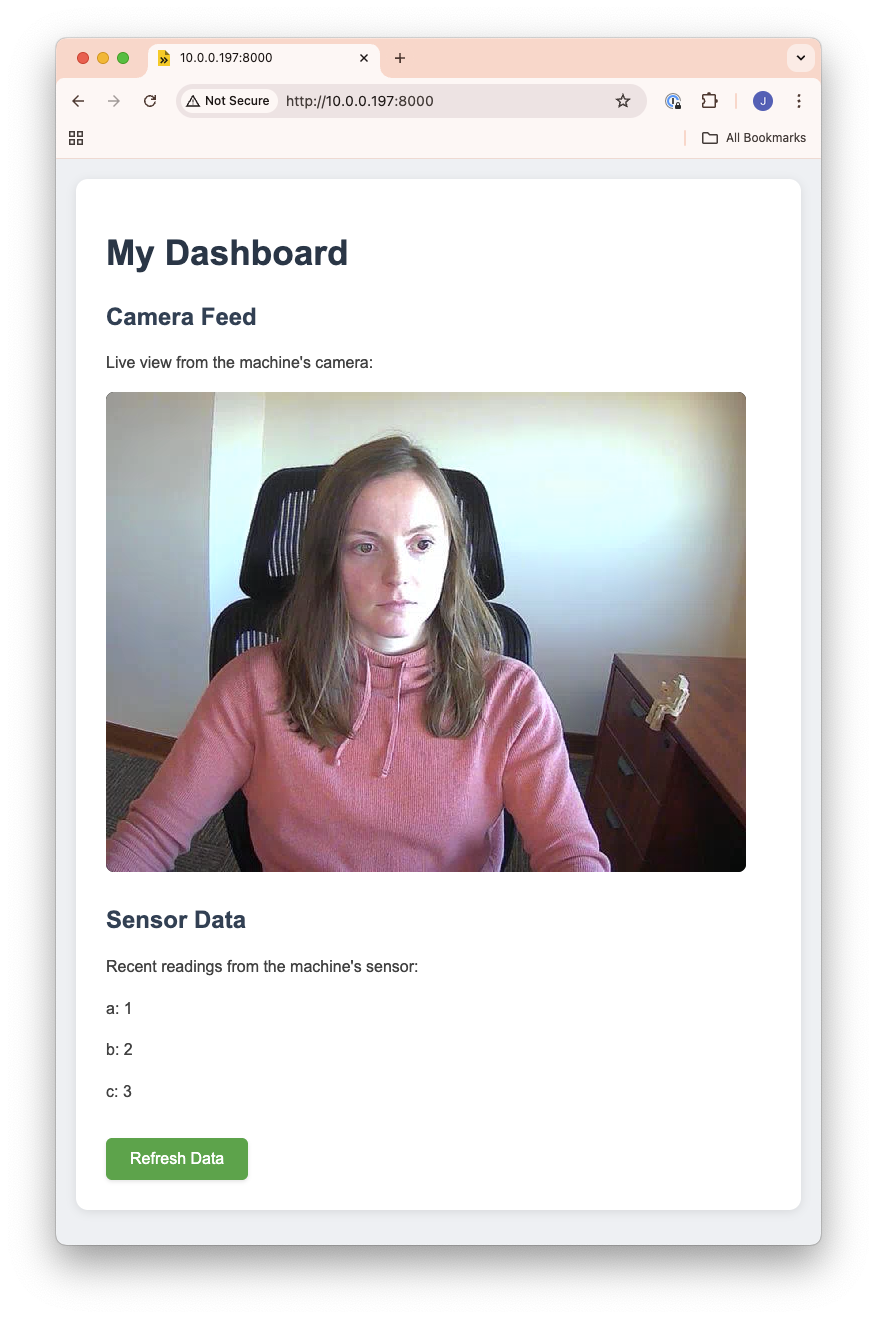 10.0.0.197:8000
Not Secure http://10.0.0.197:8000
J
All Bookmarks
My Dashboard
Camera Feed
Live view from the machine's camera:
Sensor Data
Recent readings from the machine's sensor:
a: 1
b: 2
c: 3
Refresh Data